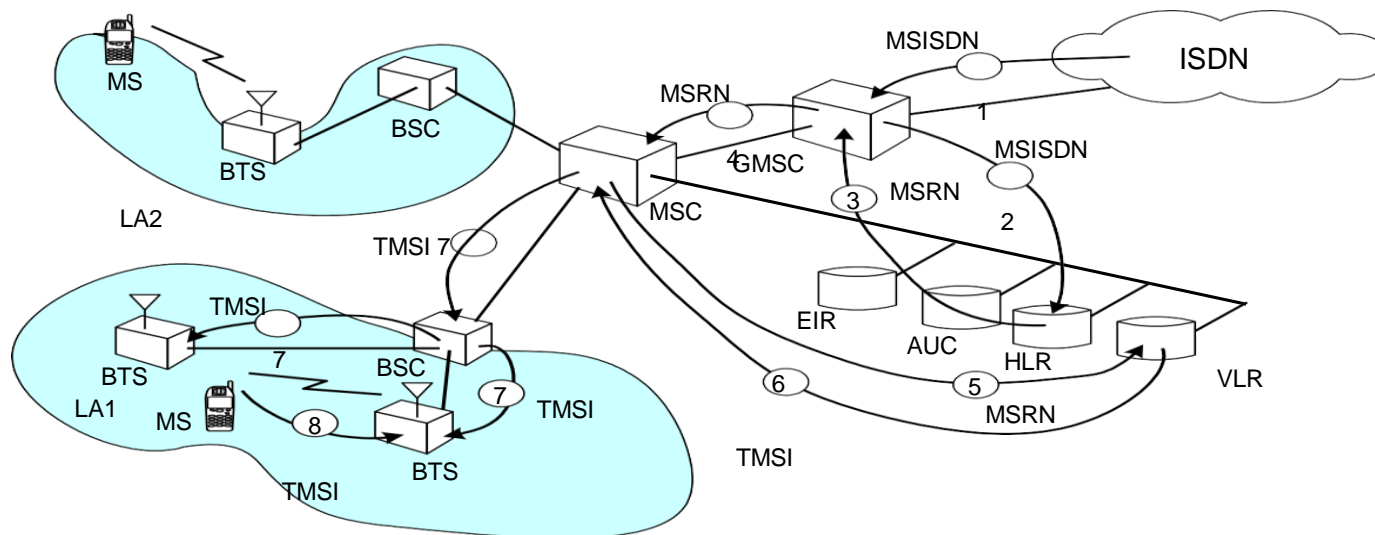 MSISDN
ISDN
MS
MSRN
BSC
1
BTS
4
GMSC
MSISDN
MSRN
3
MSC
2
LA2
TMSI 7
TMSI
EIR
AUC
HLR
VLR
7
BTS
BSC
LA1
MS
8
7
TMSI
6
5
MSRN
BTS
TMSI
TMSI